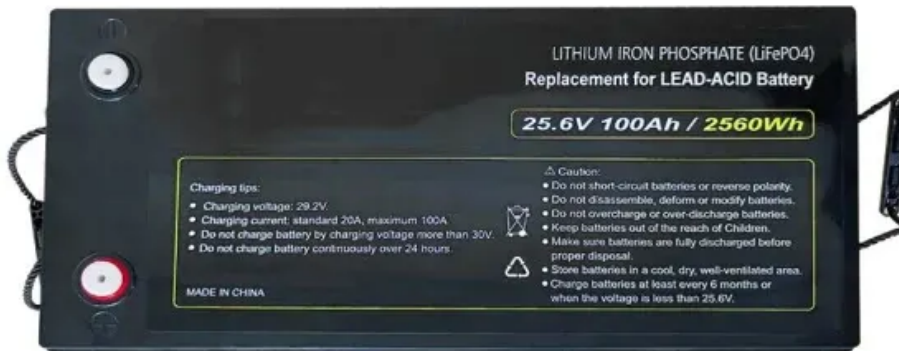 LITHIUM IRON PHOSPHATE (LiFePO4)
Replacement for LEAD-ACID Battery
25.6V 100Ah / 2560Wh
Charging tips:
• Charging voltage: 29.2V.
• Charging current: standard 20A, maximum 100A
• Do not charge battery by charging voltage more than 30V.
• Do not charge battery continuously over 24 hours.
MADE IN CHINA
⚠ Caution:
• Do not short-circuit batteries or reverse polarity.
• Do not disassemble, deform or modify batteries.
• Do not overcharge or over-discharge batteries.
• Keep batteries out of the reach of Children.
• Make sure batteries are fully discharged before
proper disposal.
• Store batteries in a cool, dry, well-ventilated area.
• Charge batteries at least every 6 months or
when the voltage is less than 25.6V.